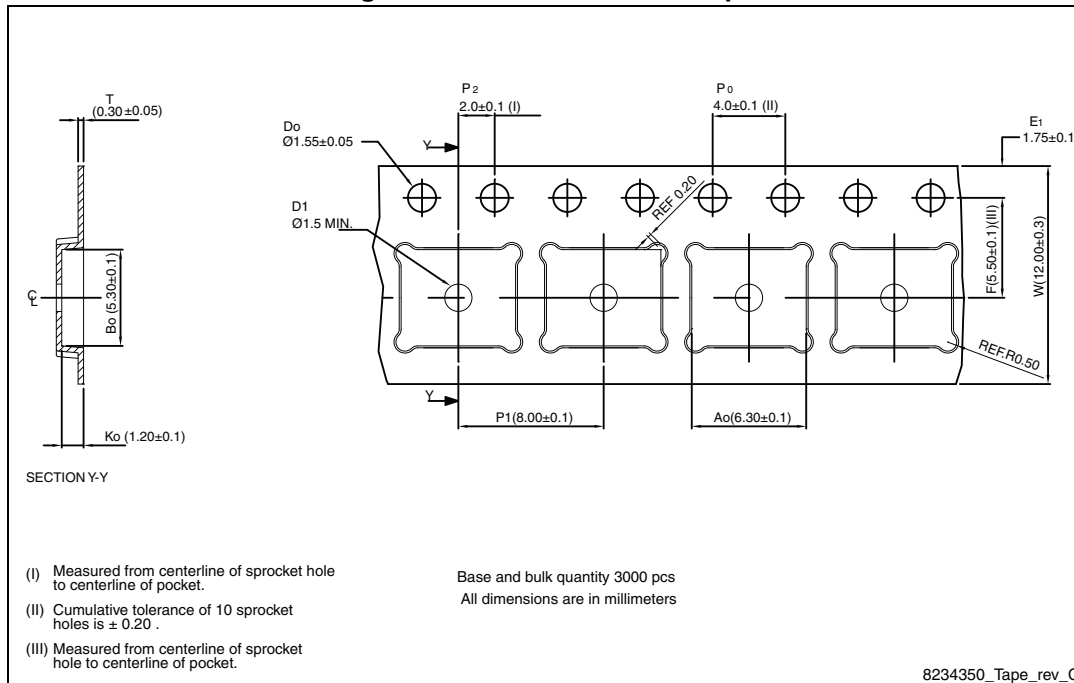 T
(0.30±0.05)
P2
2.0±0.1 (I)
P0
4.0±0.1 (II)
Do
Ø1.55±0.05
Y
E1
1.75±0.1
D1
Ø1.5 MIN.
REF 0.20
F(5.50±0.1)(III)
W(12.00±0.3)
Bo (5.30±0.1)
CL
REF.R0.50
Y
P1(8.00±0.1)
Ao(6.30±0.1)
Ko (1.20±0.1)
SECTION Y-Y
(I) Measured from centerline of sprocket hole
to centerline of pocket.
(II) Cumulative tolerance of 10 sprocket
holes is ± 0.20 .
(III) Measured from centerline of sprocket
hole to centerline of pocket.
Base and bulk quantity 3000 pcs
All dimensions are in millimeters
8234350_Tape_rev_C